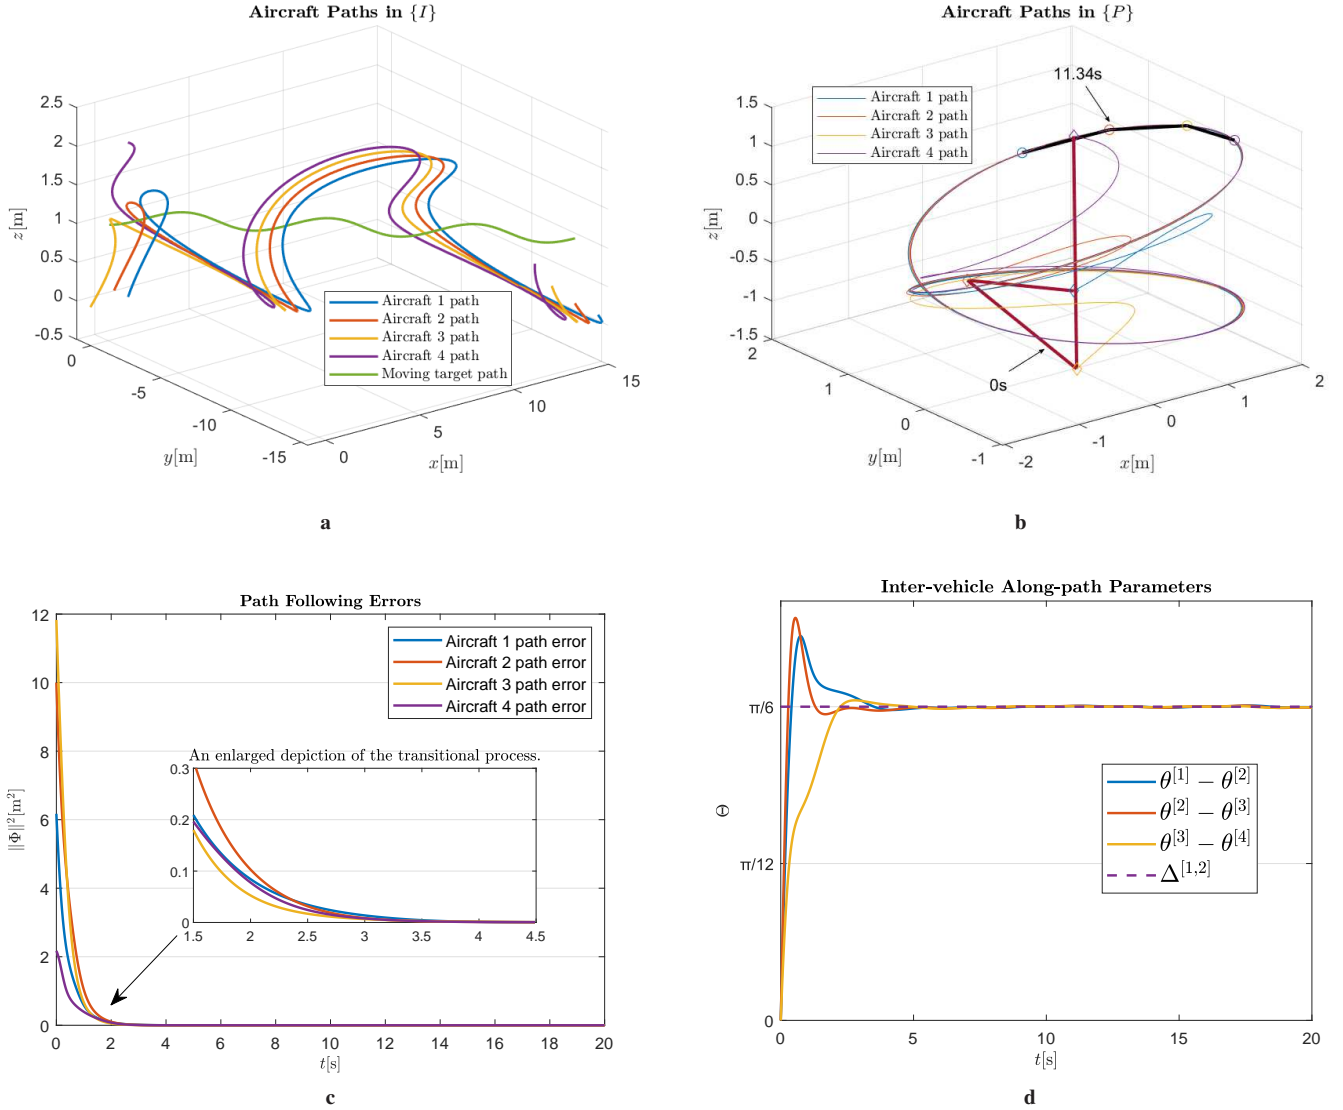 Aircraft Paths in {I}
2.5
2
1.5
1
0.5
0
-0.5
z[m]
0
-5
-10
-15
y[m]
0
5
10
15
x[m]
Aircraft 1 path
Aircraft 2 path
Aircraft 3 path
Aircraft 4 path
Moving target path
a
Aircraft Paths in {P}
11.34s
Aircraft 1 path
Aircraft 2 path
Aircraft 3 path
Aircraft 4 path
1.5
1
0.5
0
-0.5
-1
-1.5
z[m]
0s
2
1
0
-1
y[m]
-2
-1
0
1
2
x[m]
b
Path Following Errors
12
10
8
6
4
2
0
||Φ||²[m²]
Aircraft 1 path error
Aircraft 2 path error
Aircraft 3 path error
Aircraft 4 path error
An enlarged depiction of the transitional process.
0.3
0.2
0.1
0
1.5 2 2.5 3 3.5 4 4.5
0 2 4 6 8 10 12 14 16 18 20
t[s]
c
Inter-vehicle Along-path Parameters
π/6
π/12
0
Θ
θ[1] − θ[2]
θ[2] − θ[3]
θ[3] − θ[4]
Δ[1,2]
0 5 10 15 20
t[s]
d